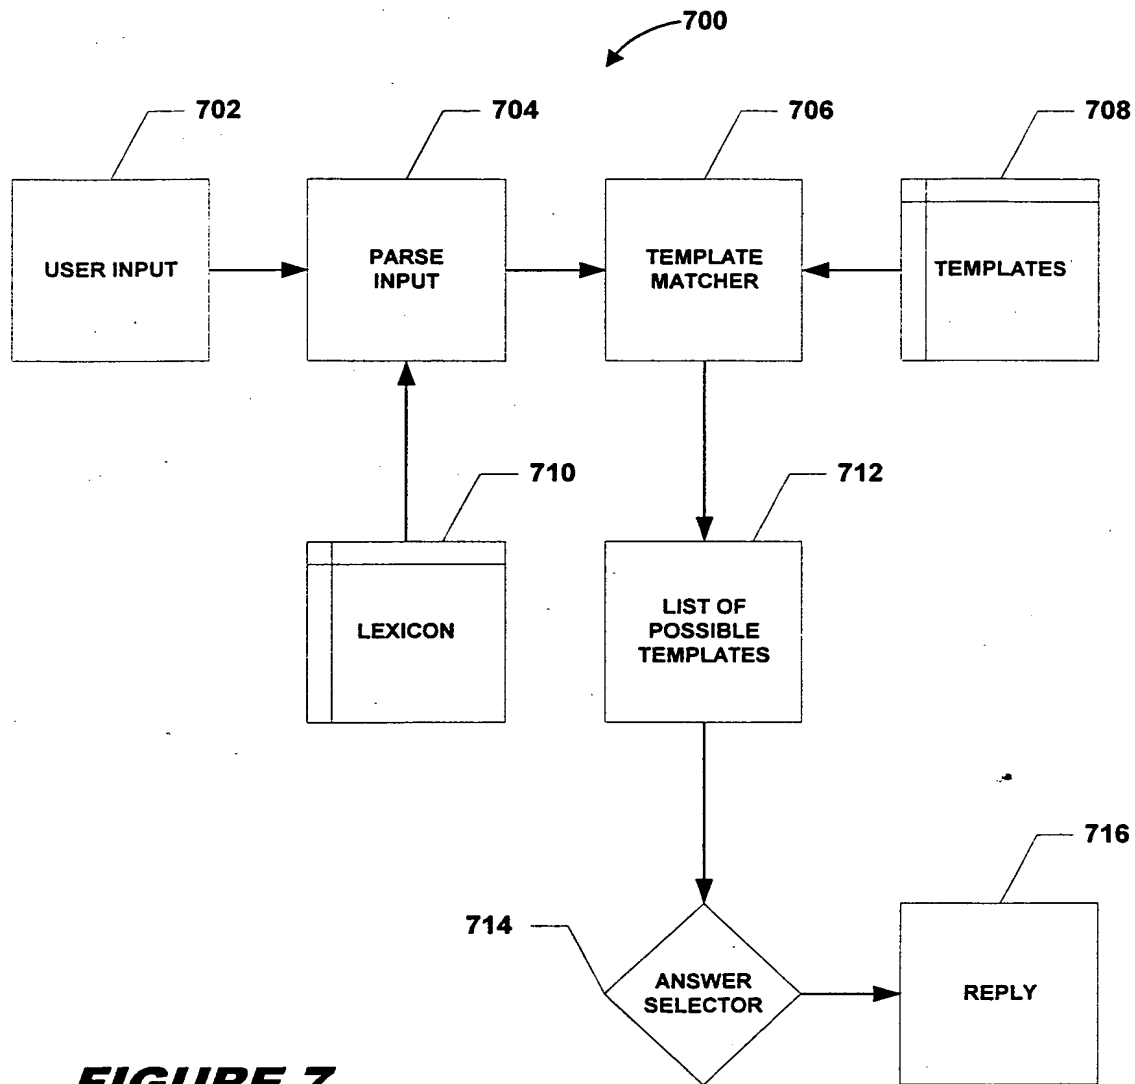 700
702
704
706
708
USER INPUT
PARSE
INPUT
TEMPLATE
MATCHER
TEMPLATES
710
712
LEXICON
LIST OF
POSSIBLE
TEMPLATES
716
714
ANSWER
SELECTOR
REPLY
FIGURE 7